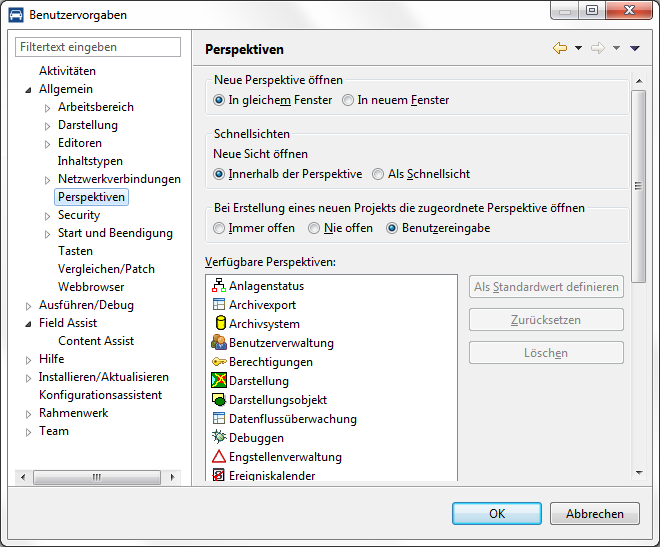 Benutzervorgaben
Filtertext eingeben
Aktivitäten
Allgemein
Arbeitsbereich
Darstellung
Editoren
Inhaltstypen
Netzwerkverbindungen
Perspektiven
Security
Start und Beendigung
Tasten
Vergleichen/Patch
Webbrowser
Ausführen/Debug
Field Assist
Content Assist
Hilfe
Installieren/Aktualisieren
Konfigurationsassistent
Rahmenwerk
Team
Perspektiven
Neue Perspektive öffnen
In gleichem Fenster In neuem Fenster
Schnellsichten
Neue Sicht öffnen
Innerhalb der Perspektive Als Schnellsicht
Bei Erstellung eines neuen Projekts die zugeordnete Perspektive öffnen
Immer offen Nie offen Benutzereingabe
Verfügbare Perspektiven:
Anlagenstatus
Archivexport
Archivsystem
Benutzerverwaltung
Berechtigungen
Darstellung
Darstellungsobjekt
Datenflussüberwachung
Debuggen
Engstellenverwaltung
Ereigniskalender
Als Standardwert definieren
Zurücksetzen
Löschen
OK Abbrechen